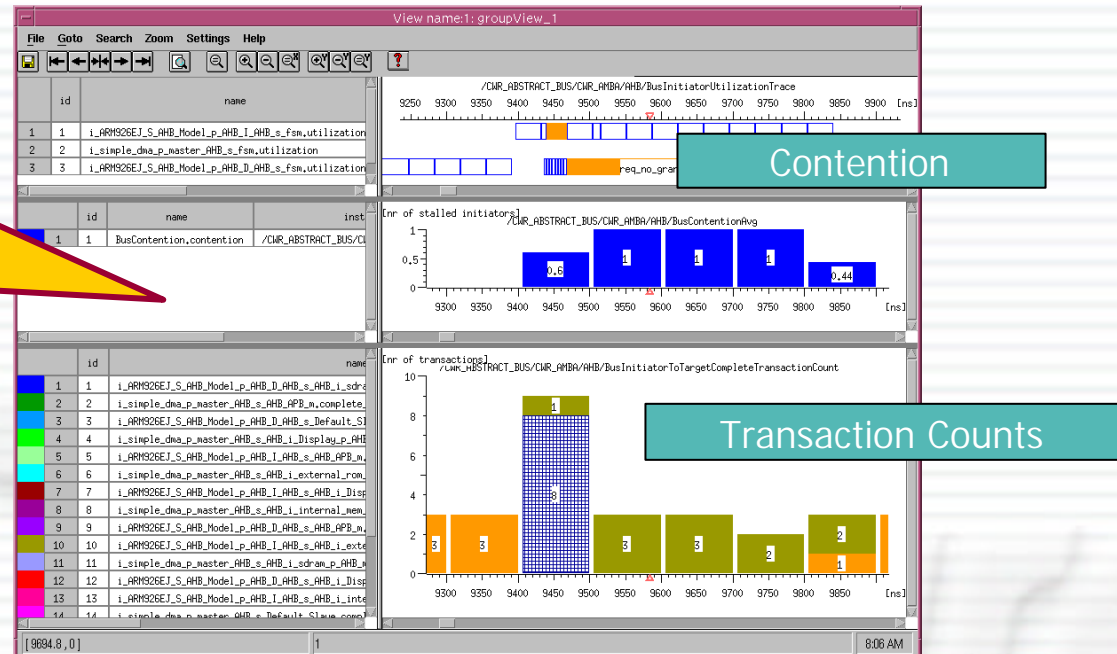 View name:1: groupView_1
File Goto Search Zoom Settings Help
id name
1 1 i_ARM926EJ_S_AHB_Model_p_AHB_I_AHB_s_fsm.utilization
2 2 i_simple_dma_p_master_AHB_s_fsm.utilization
3 3 i_ARM926EJ_S_AHB_Model_p_AHB_D_AHB_s_fsm.utilization
/CWR_ABSTRACT_BUS/CWR_AMBA/AHB/BusInitiatorUtilizationTrace
9250 9300 9350 9400 9450 9500 9550 9600 9650 9700 9750 9800 9850 9900 [ns]
Contention
id name inst
1 1 BusContention.contention /CWR_ABSTRACT_BUS/
[nr of stalled initiators]
/CWR_ABSTRACT_BUS/CWR_AMBA/AHB/BusContentionAvg
1
0.5
0
0.6 1 1 1 0.44
9300 9350 9400 9450 9500 9550 9600 9650 9700 9750 9800 9850 [ns]
id name
1 1 i_ARM926EJ_S_AHB_Model_p_AHB_D_AHB_s_AHB_i_sdra
2 2 i_simple_dma_p_master_AHB_s_AHB_APB_m.complete_
3 3 i_ARM926EJ_S_AHB_Model_p_AHB_D_AHB_s_Default_Sl
4 4 i_simple_dma_p_master_AHB_s_AHB_i_Display_p_AHB
5 5 i_ARM926EJ_S_AHB_Model_p_AHB_I_AHB_s_AHB_APB_m.
6 6 i_simple_dma_p_master_AHB_s_AHB_i_external_rom_
7 7 i_ARM926EJ_S_AHB_Model_p_AHB_I_AHB_s_AHB_i_Disp
8 8 i_simple_dma_p_master_AHB_s_AHB_i_internal_mem_
9 9 i_ARM926EJ_S_AHB_Model_p_AHB_D_AHB_s_AHB_APB_m.
10 10 i_ARM926EJ_S_AHB_Model_p_AHB_I_AHB_s_AHB_i_exte
11 11 i_simple_dma_p_master_AHB_s_AHB_i_sdram_p_AHB_
12 12 i_ARM926EJ_S_AHB_Model_p_AHB_D_AHB_s_AHB_i_Disp
13 13 i_ARM926EJ_S_AHB_Model_p_AHB_I_AHB_s_AHB_i_inte
14 14 i_simple_dma_p_master_AHB_s_Default_Slave
[nr of transactions]
/CWR_ABSTRACT_BUS/CWR_AMBA/AHB/BusInitiatorToTargetCompleteTransactionCount
10
8
6
4
2
0
3 3 1 8 3 3 2 2 1
9300 9350 9400 9450 9500 9550 9600 9650 9700 9750 9800 9850 [ns]
Transaction Counts
[9694.8,0] 1 8:06 AM